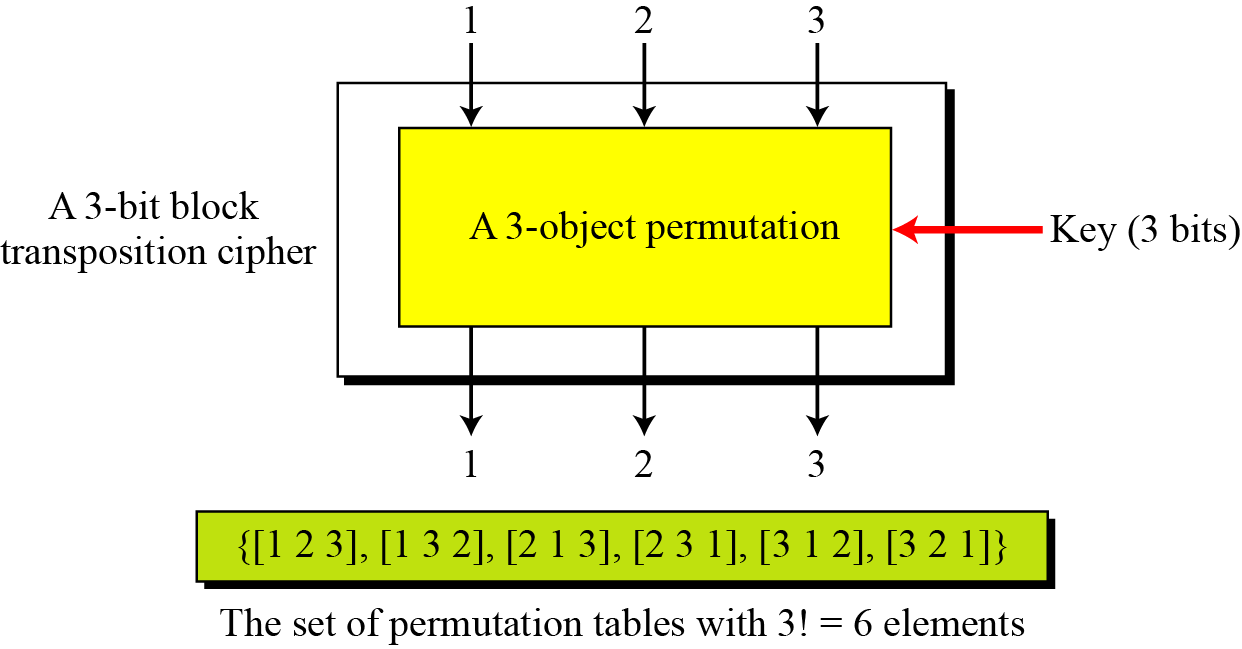 1 2 3
A 3-bit block
transposition cipher
A 3-object permutation
Key (3 bits)
1 2 3
{[1 2 3], [1 3 2], [2 1 3], [2 3 1], [3 1 2], [3 2 1]}
The set of permutation tables with 3! = 6 elements